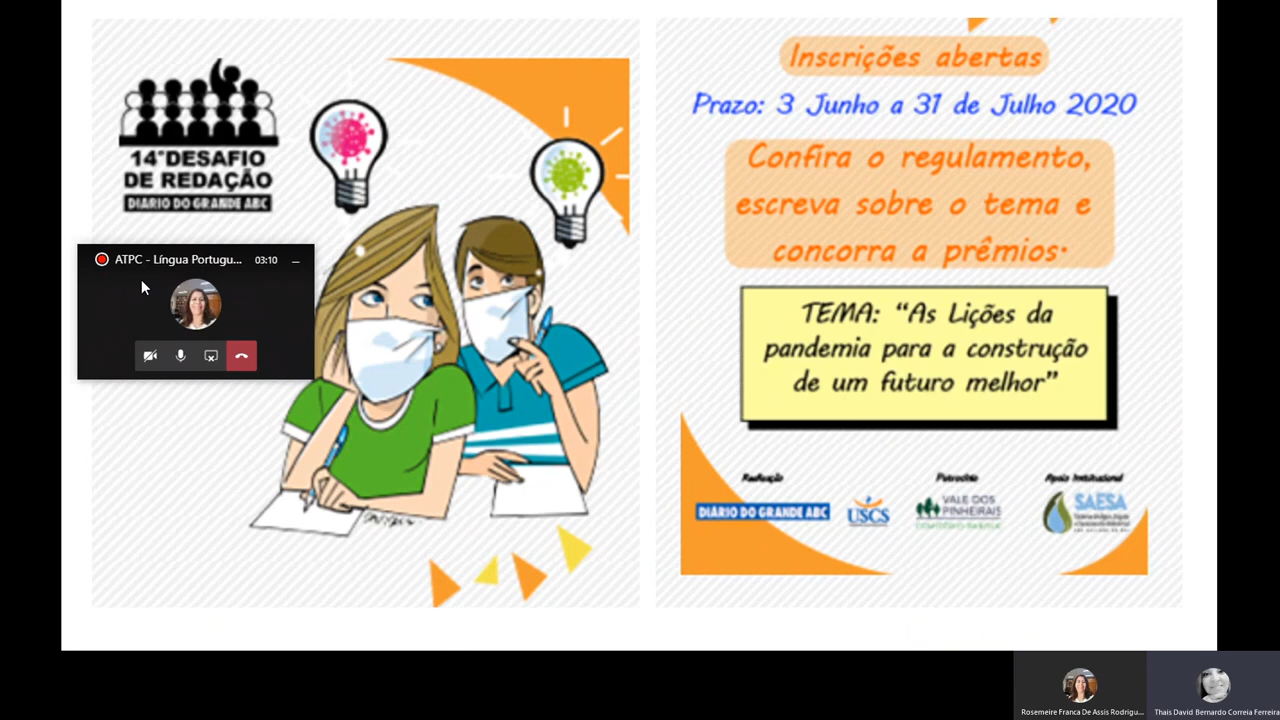 14º DESAFIO
DE REDAÇÃO
DIÁRIO DO GRANDE ABC
ATPC - Língua Portugu...
03:10
Inscrições abertas
Prazo: 3 Junho a 31 de Julho 2020
Confira o regulamento,
escreva sobre o tema e
concorra a prêmios.
TEMA: “As Lições da
pandemia para a construção
de um futuro melhor”
Realização
Patrocínio
Apoio Institucional
DIÁRIO DO GRANDE ABC
USCS
VALE DOS
PINHEIRAIS
SAESA
Rosemeire Franca De Assis Rodrigu...
Thais David Bernardo Correia Ferreira